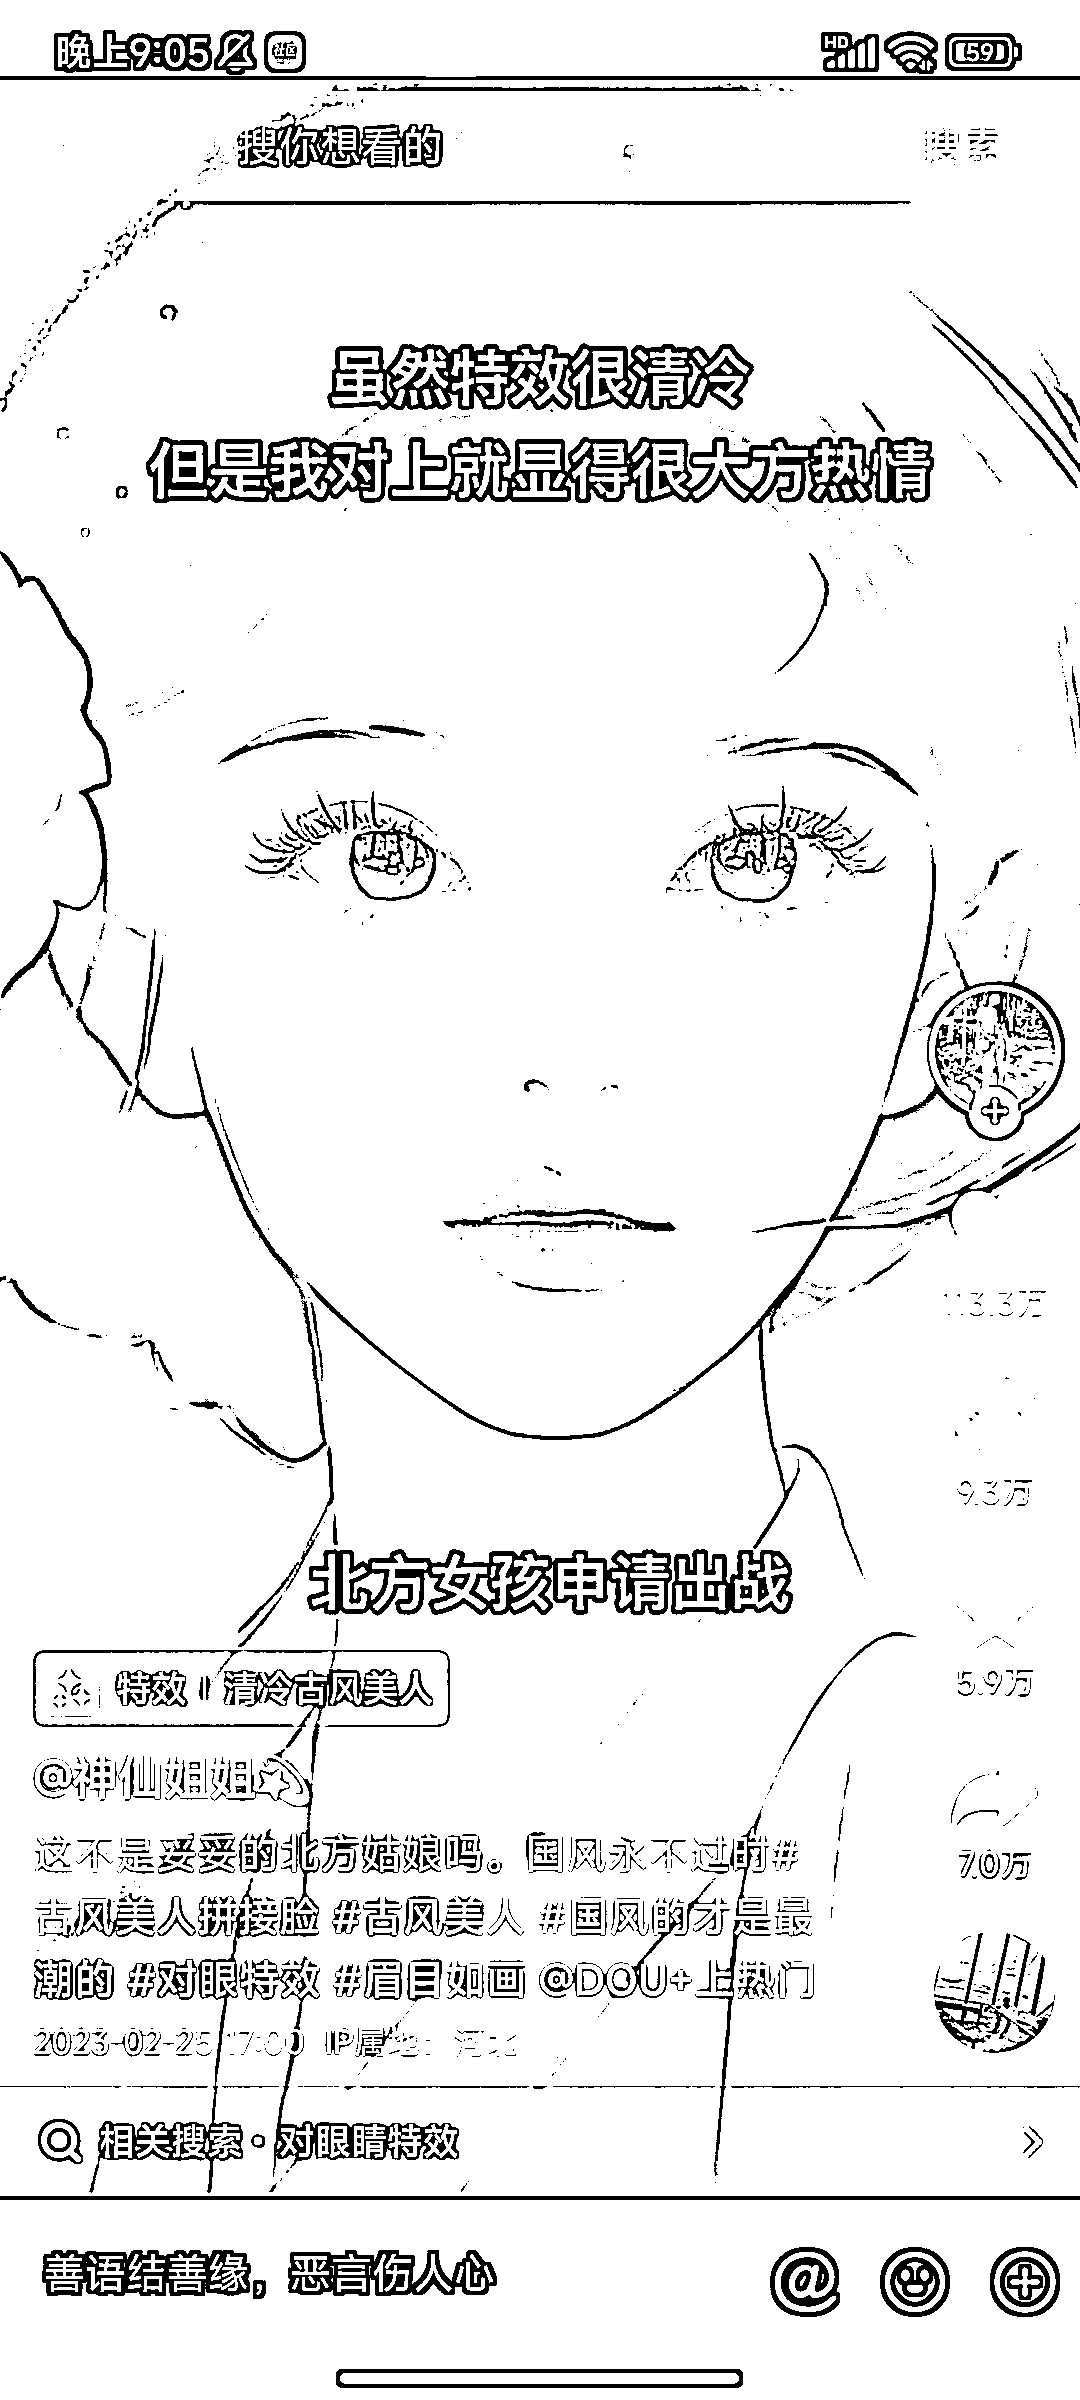 晚上9:05
HD
59
搜你想看的
搜索
虽然特效很清冷
但是我对上就显得很大方热情
113.3万
9.3万
北方女孩申请出战
5.9万
特效 | 清冷古风美人
@神仙姐姐💫
7.0万
这不是妥妥的北方姑娘吗。国风永不过时#
古风美人拼接脸 #古风美人 #国风的才是最
潮的 #对眼特效 #眉目如画 @DOU+上热门
2023-02-25 17:00 IP属地：河北
相关搜索 · 对眼睛特效
善语结善缘，恶言伤人心